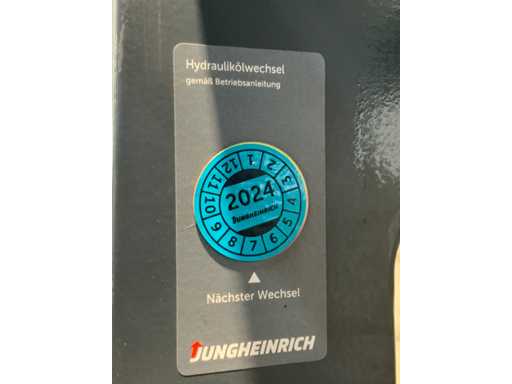 Hydraulikölwechsel
gemäß Betriebsanleitung
12 1 2 3 4 5 6 7 8 9 10 11
2024
JUNGHEINRICH
Nächster Wechsel
JUNGHEINRICH